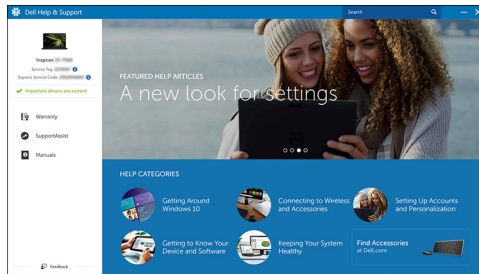 Dell Help & Support
Search
Inspiron
Service Tag
Express Service Code
Important drivers are current
Warranty
SupportAssist
Manuals
Feedback
FEATURED HELP ARTICLES
A new look for settings
HELP CATEGORIES
Getting Around
Windows 10
Connecting to Wireless
and Accessories
Setting Up Accounts
and Personalization
Getting to Know Your
Device and Software
Keeping Your System
Healthy
Find Accessories
at Dell.com